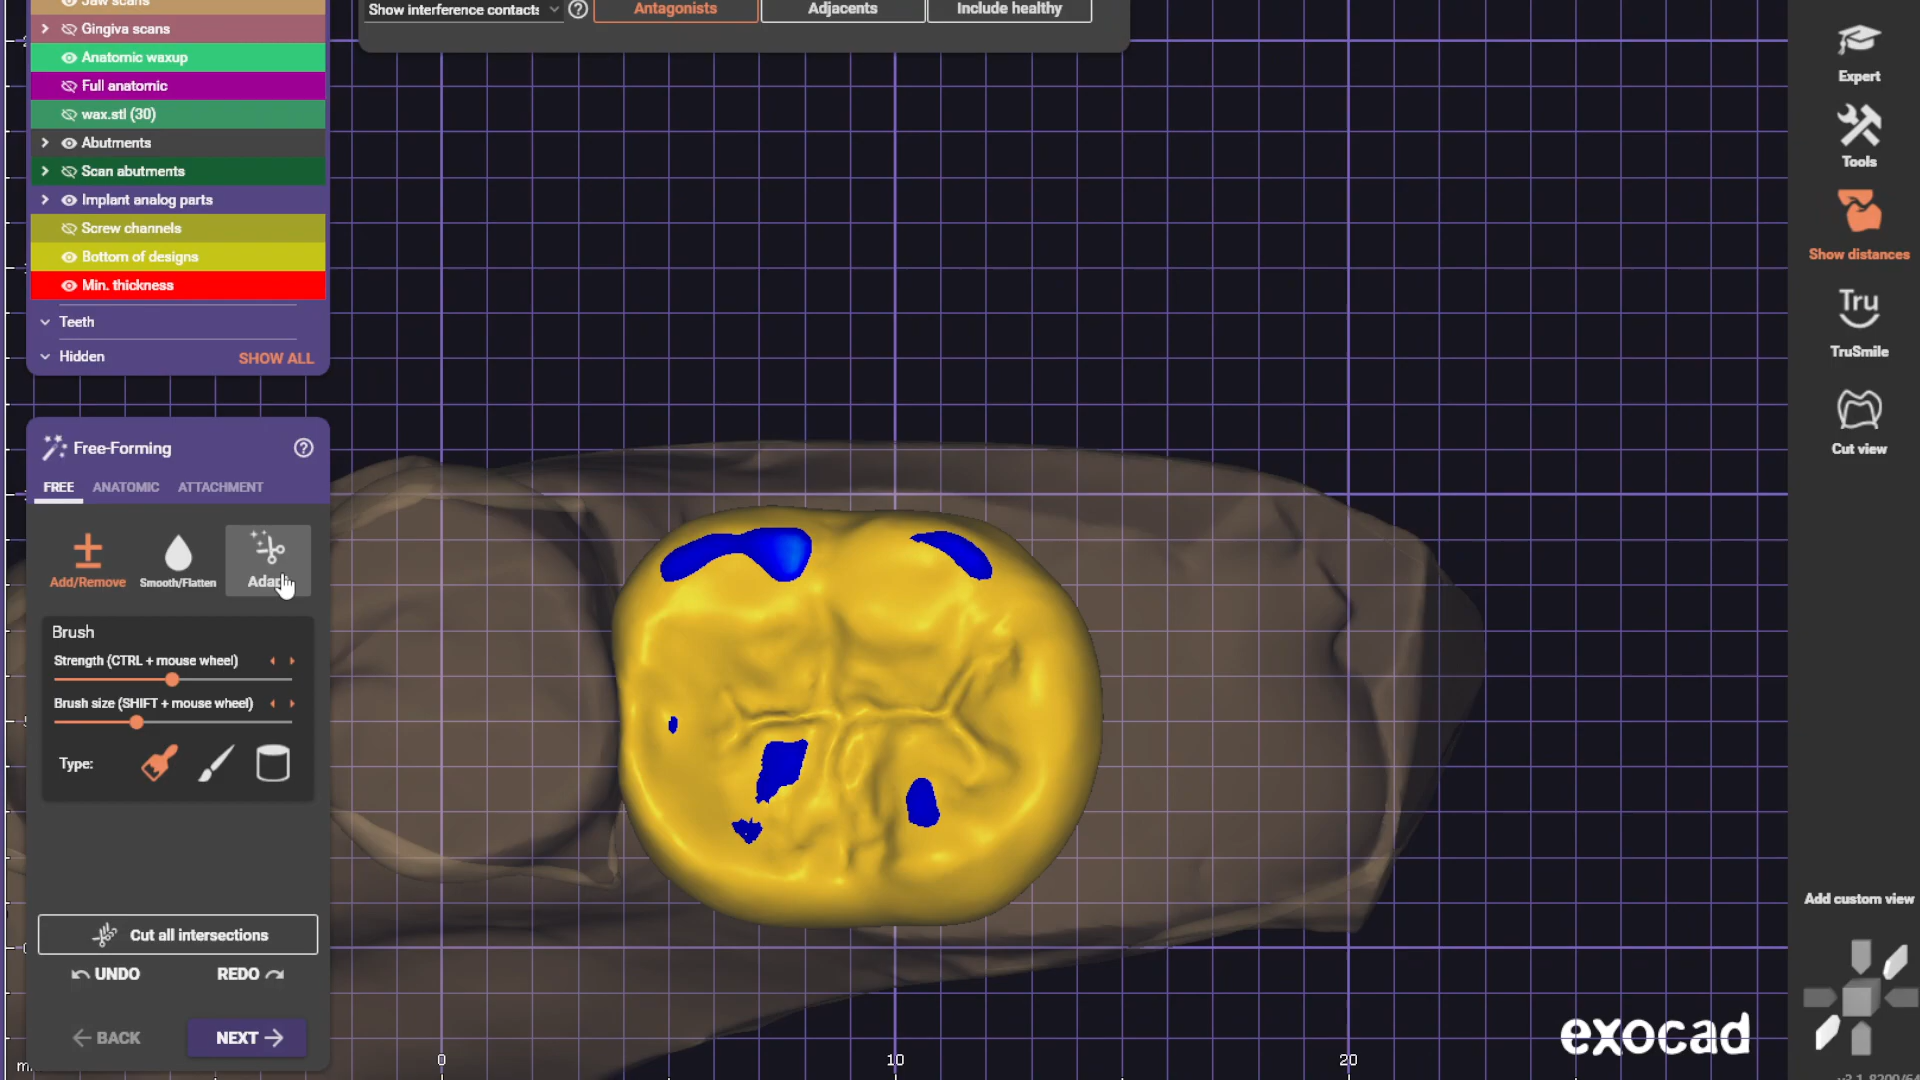 Jaw scans
Gingiva scans
Anatomic waxup
Full anatomic
wax.stl (30)
Abutments
Scan abutments
Implant analog parts
Screw channels
Bottom of designs
Min. thickness
Teeth
Hidden SHOW ALL
Show interference contacts
Antagonists
Adjacents
Include healthy
Expert
Tools
Show distances
Tru
TruSmile
Cut view
Free-Forming
FREE ANATOMIC ATTACHMENT
Add/Remove Smooth/Flatten
Brush
Strength (CTRL + mouse wheel)
Brush size (SHIFT + mouse wheel)
Type:
Cut all intersections
UNDO REDO
BACK NEXT
0 10 20
Add custom view
exocad